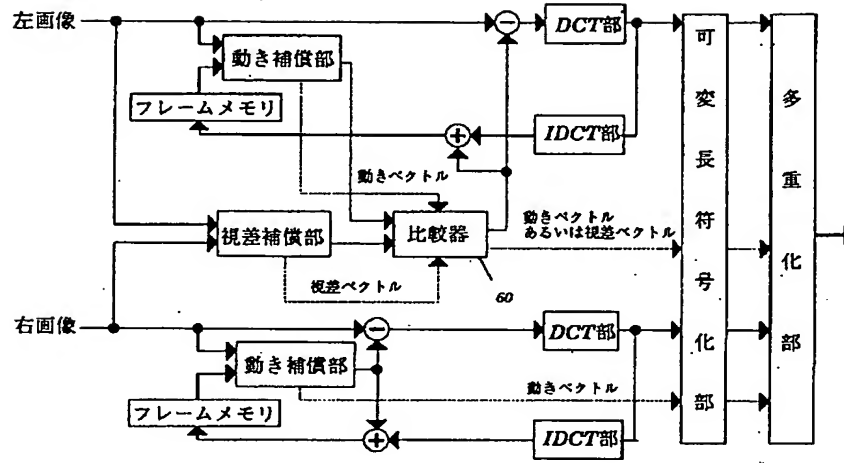 左画像
動き補償部
フレームメモリ
DCT部
IDCT部
動きベクトル
視差補償部
比較器
動きベクトル
あるいは視差ベクトル
視差ベクトル
60
右画像
動き補償部
フレームメモリ
DCT部
動きベクトル
IDCT部
可変長符号化部
多重化部